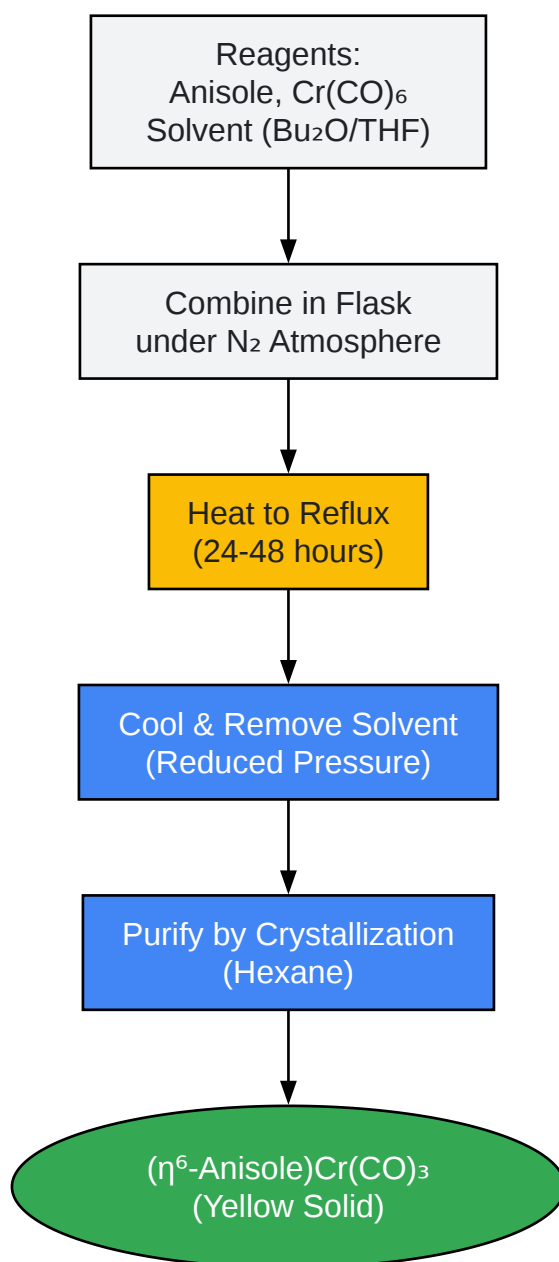 Reagents:
Anisole, Cr(CO)₆
Solvent (Bu₂O/THF)
Combine in Flask
under N₂ Atmosphere
Heat to Reflux
(24-48 hours)
Cool & Remove Solvent
(Reduced Pressure)
Purify by Crystallization
(Hexane)
(η⁶-Anisole)Cr(CO)₃
(Yellow Solid)